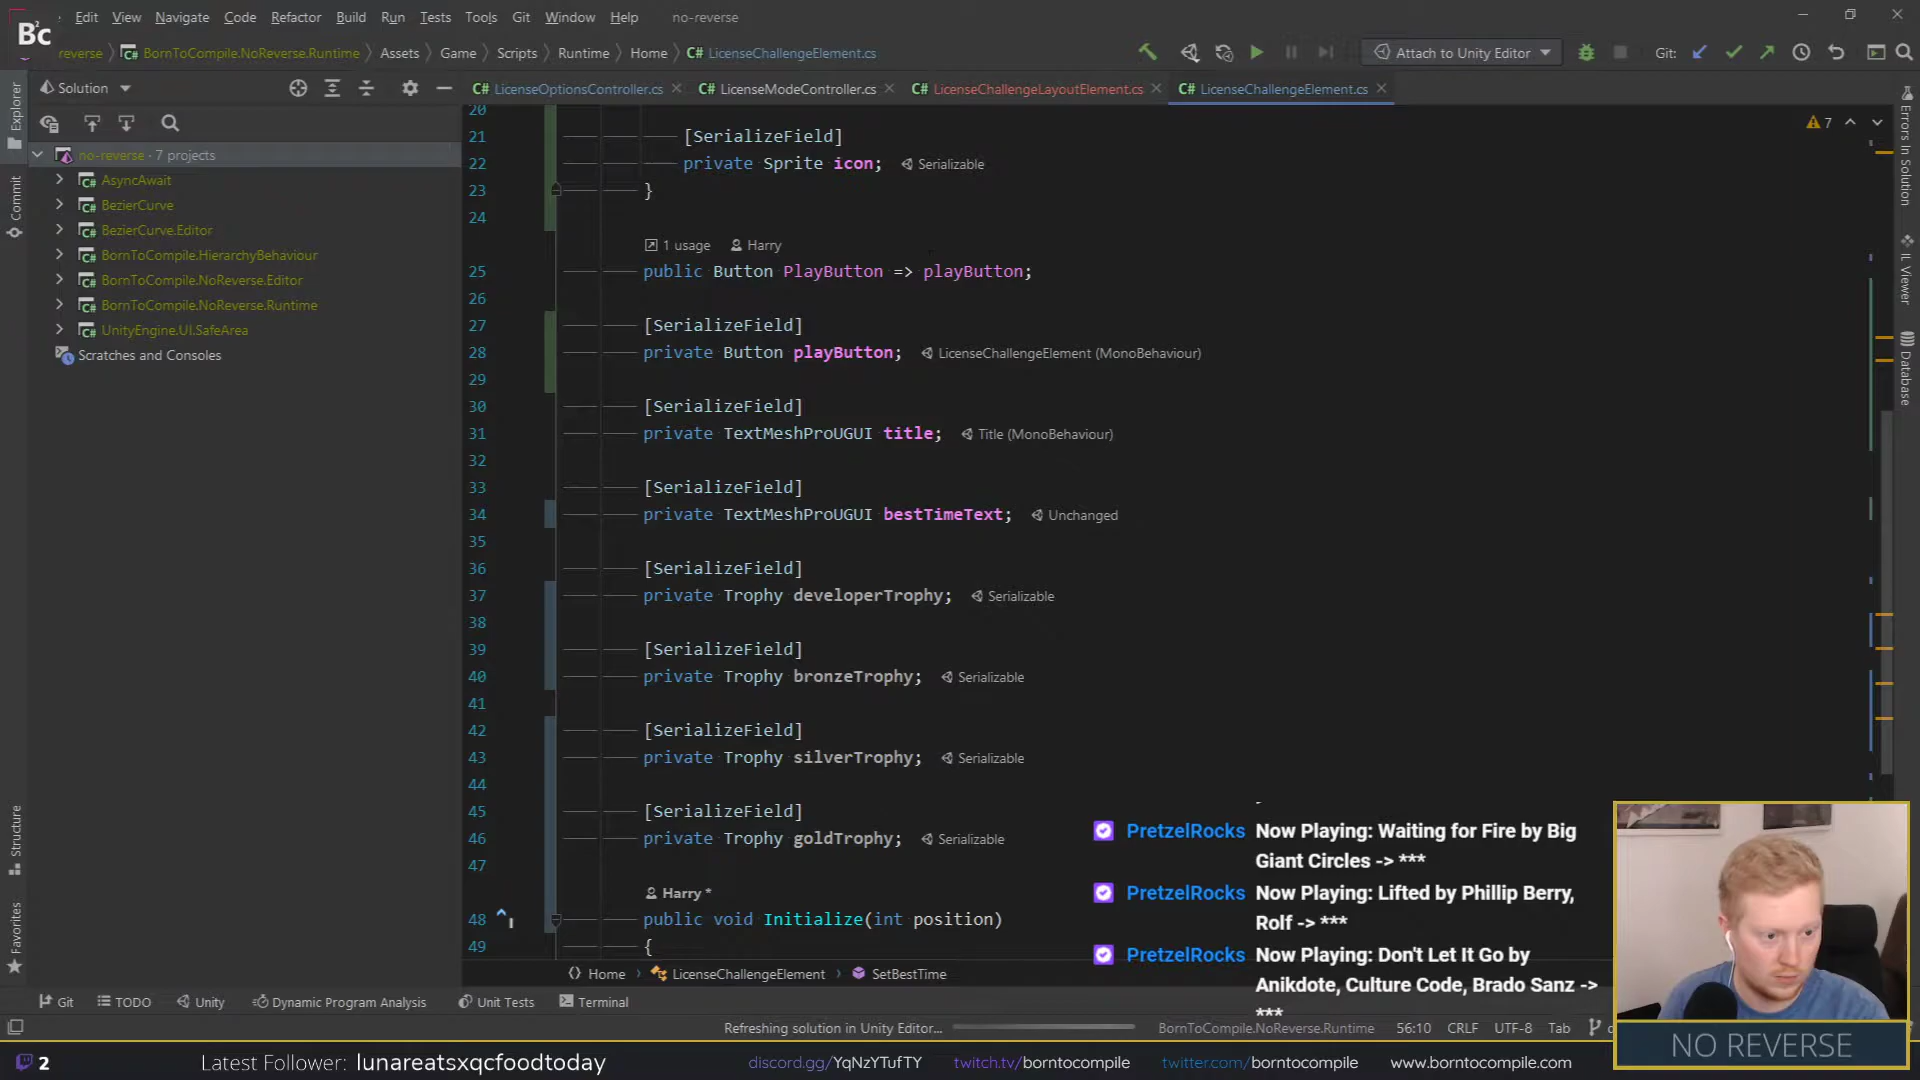 Bc
Edit View Navigate Code Refactor Build Run Tests Tools Git Window Help no-reverse
reverse BornToCompile.NoReverse.Runtime Assets Game Scripts Runtime Home C# LicenseChallengeElement.cs
Attach to Unity Editor
Git:
Explorer
Solution
C# LicenseOptionsController.cs
C# LicenseModeController.cs
C# LicenseChallengeLayoutElement.cs
C# LicenseChallengeElement.cs
no-reverse · 7 projects
AsyncAwait
BezierCurve
BezierCurve.Editor
BornToCompile.HierarchyBehaviour
BornToCompile.NoReverse.Editor
BornToCompile.NoReverse.Runtime
UnityEngine.UI.SafeArea
Scratches and Consoles
Commit
Structure
Favorites
Errors In Solution
IL Viewer
Database
7
20
21 [SerializeField]
22 private Sprite icon; Serializable
23 }
24
1 usage Harry
25 public Button PlayButton => playButton;
26
27 [SerializeField]
28 private Button playButton; LicenseChallengeElement (MonoBehaviour)
29
30 [SerializeField]
31 private TextMeshProUGUI title; Title (MonoBehaviour)
32
33 [SerializeField]
34 private TextMeshProUGUI bestTimeText; Unchanged
35
36 [SerializeField]
37 private Trophy developerTrophy; Serializable
38
39 [SerializeField]
40 private Trophy bronzeTrophy; Serializable
41
42 [SerializeField]
43 private Trophy silverTrophy; Serializable
44
45 [SerializeField]
46 private Trophy goldTrophy; Serializable
47
Harry *
48 public void Initialize(int position)
49 {
Home LicenseChallengeElement SetBestTime
PretzelRocks Now Playing: Waiting for Fire by Big
Giant Circles -> ***
PretzelRocks Now Playing: Lifted by Phillip Berry,
Rolf -> ***
PretzelRocks Now Playing: Don't Let It Go by
Anikdote, Culture Code, Brado Sanz ->
***
Git TODO Unity Dynamic Program Analysis Unit Tests Terminal
Refreshing solution in Unity Editor... BornToCompile.NoReverse.Runtime 56:10 CRLF UTF-8 Tab
NO REVERSE
2 Latest Follower: lunareatsxqcfoodtoday discord.gg/YqNzYTufTY twitch.tv/borntocompile twitter.com/borntocompile www.borntocompile.com